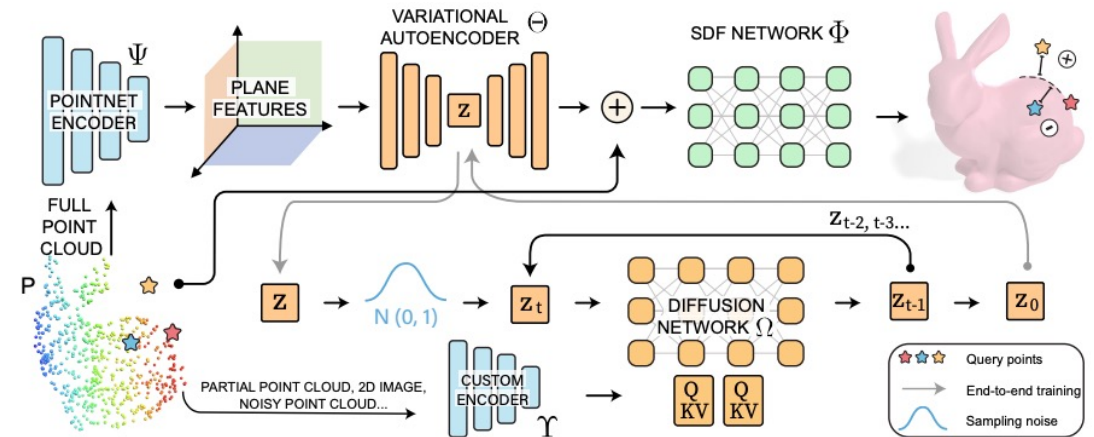 VARIATIONAL
AUTOENCODER Θ
SDF NETWORK Φ
Ψ
POINTNET
ENCODER
PLANE
FEATURES
z
+
+
-
FULL
POINT
CLOUD
P
z
N (0, 1)
z t
z t-2, t-3...
DIFFUSION
NETWORK Ω
z t-1
z 0
PARTIAL POINT CLOUD, 2D IMAGE,
NOISY POINT CLOUD...
CUSTOM
ENCODER
ϒ
Q
KV
Q
KV
Query points
End-to-end training
Sampling noise